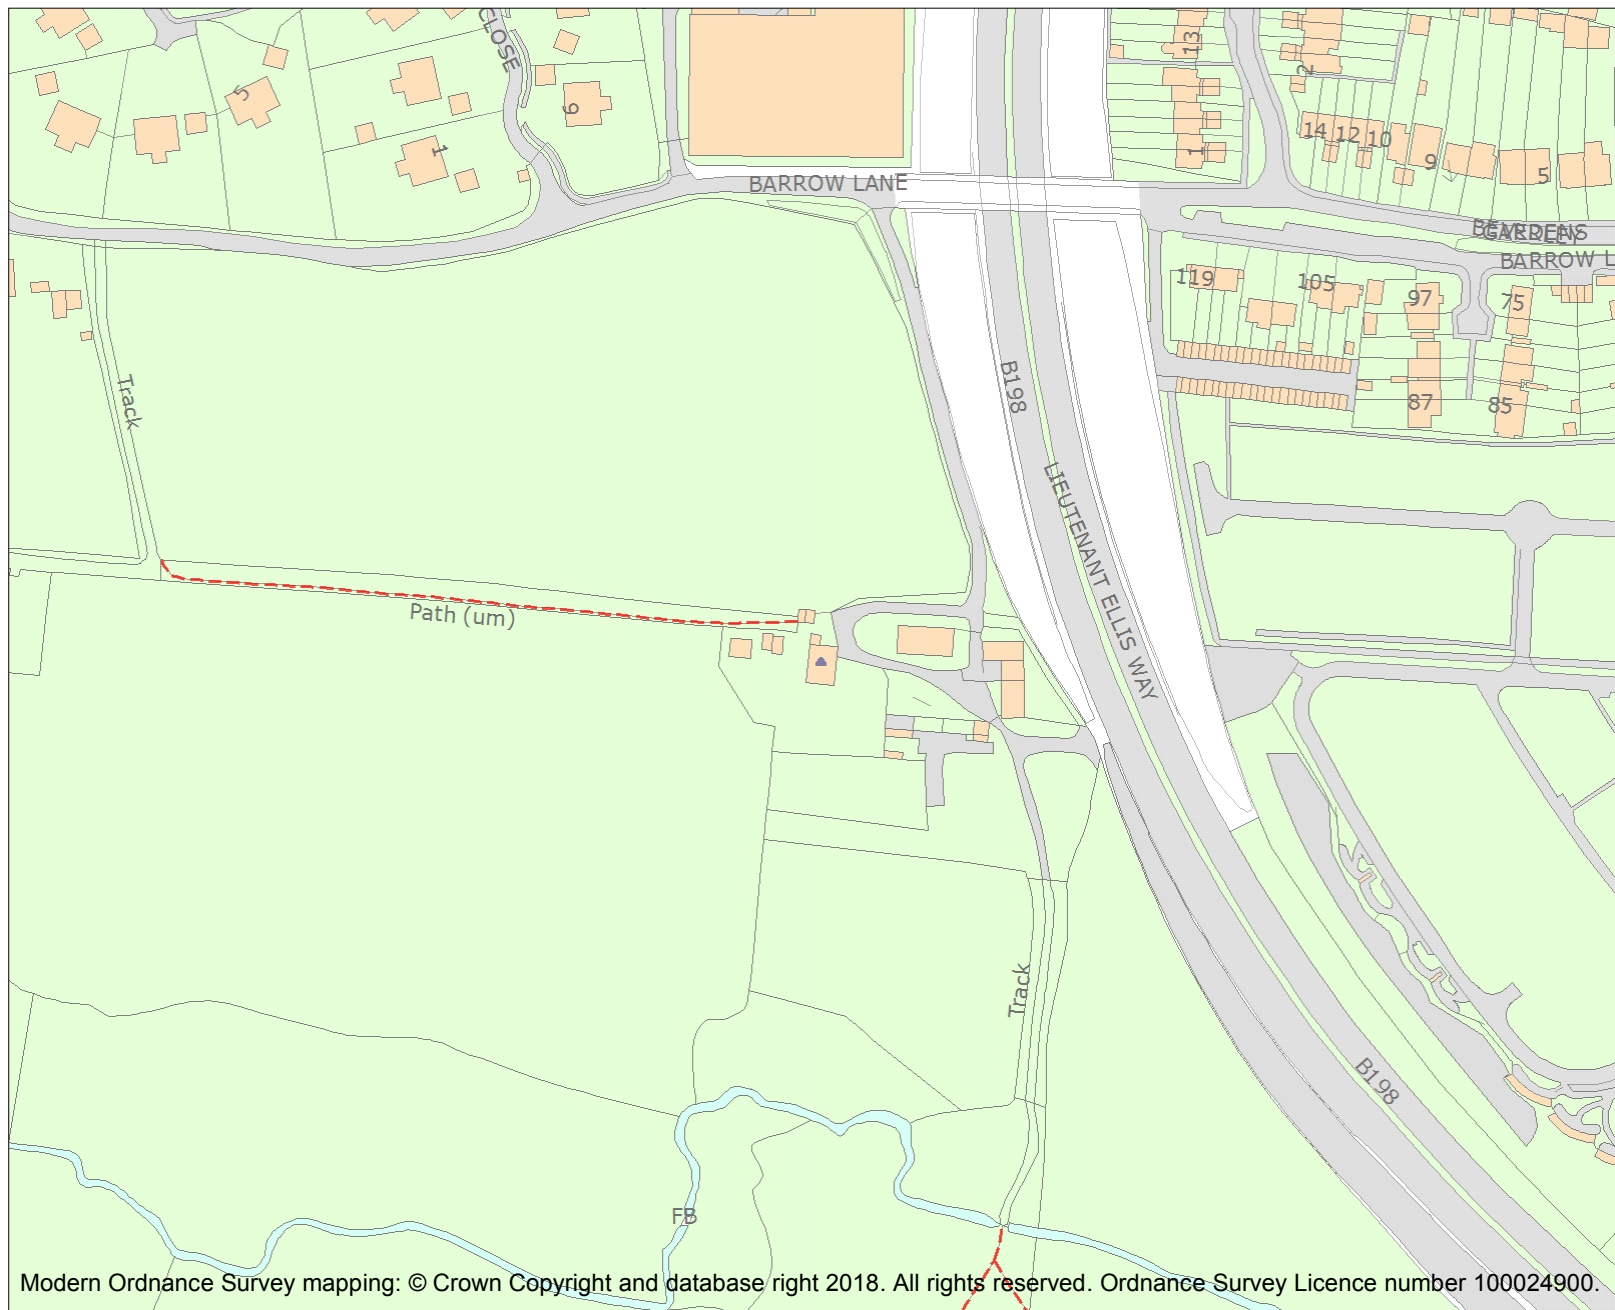 CLOSE
13
2
5
6
14
12
10
1
1
9
5
BARROW LANE
BEVERLEY
GARDENS
BARROW L
119
105
97
75
B198
Track
87
85
LIEUTENANT ELLIS WAY
Path (um)
Track
B198
FB
Modern Ordnance Survey mapping: © Crown Copyright and database right 2018. All rights reserved. Ordnance Survey Licence number 100024900.